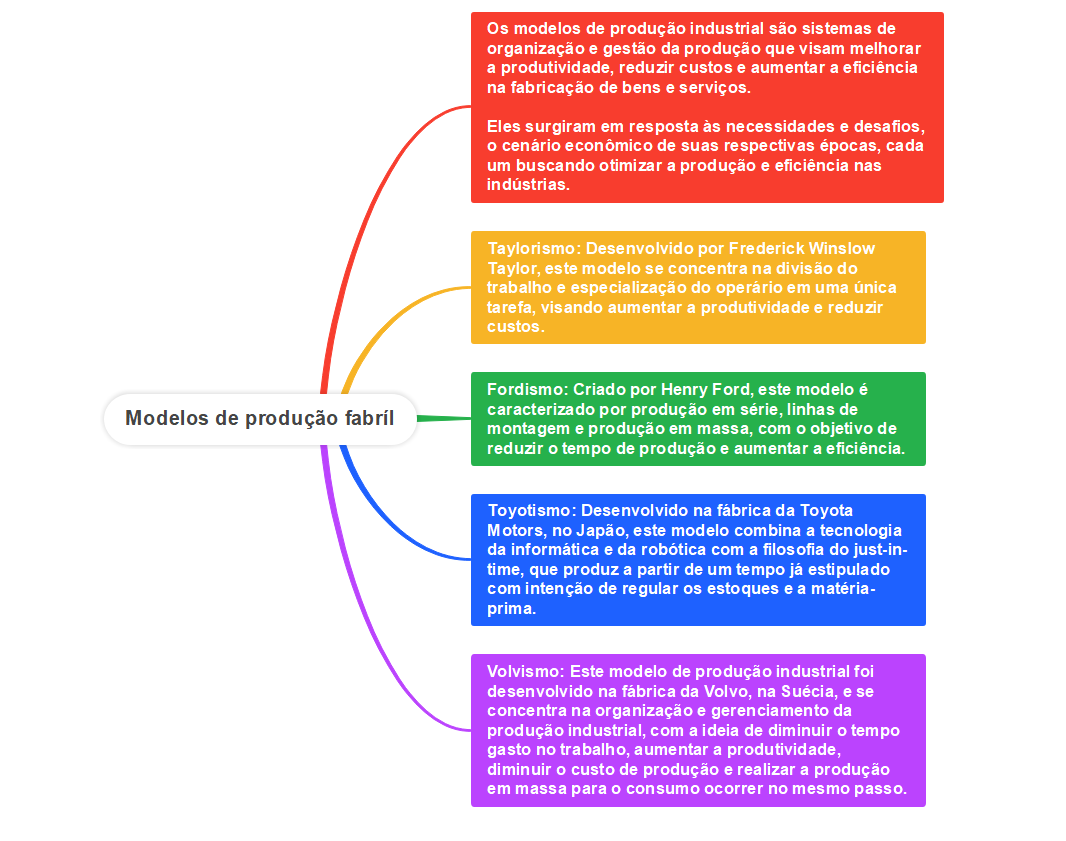 Os modelos de produção industrial são sistemas de
organização e gestão da produção que visam melhorar
a produtividade, reduzir custos e aumentar a eficiência
na fabricação de bens e serviços.
Eles surgiram em resposta às necessidades e desafios,
o cenário econômico de suas respectivas épocas, cada
um buscando otimizar a produção e eficiência nas
indústrias.
Taylorismo: Desenvolvido por Frederick Winslow
Taylor, este modelo se concentra na divisão do
trabalho e especialização do operário em uma única
tarefa, visando aumentar a produtividade e reduzir
custos.
Modelos de produção fabríl
Fordismo: Criado por Henry Ford, este modelo é
caracterizado por produção em série, linhas de
montagem e produção em massa, com o objetivo de
reduzir o tempo de produção e aumentar a eficiência.
Toyotismo: Desenvolvido na fábrica da Toyota
Motors, no Japão, este modelo combina a tecnologia
da informática e da robótica com a filosofia do just-in-
time, que produz a partir de um tempo já estipulado
com intenção de regular os estoques e a matéria-
prima.
Volvismo: Este modelo de produção industrial foi
desenvolvido na fábrica da Volvo, na Suécia, e se
concentra na organização e gerenciamento da
produção industrial, com a ideia de diminuir o tempo
gasto no trabalho, aumentar a produtividade,
diminuir o custo de produção e realizar a produção
em massa para o consumo ocorrer no mesmo passo.